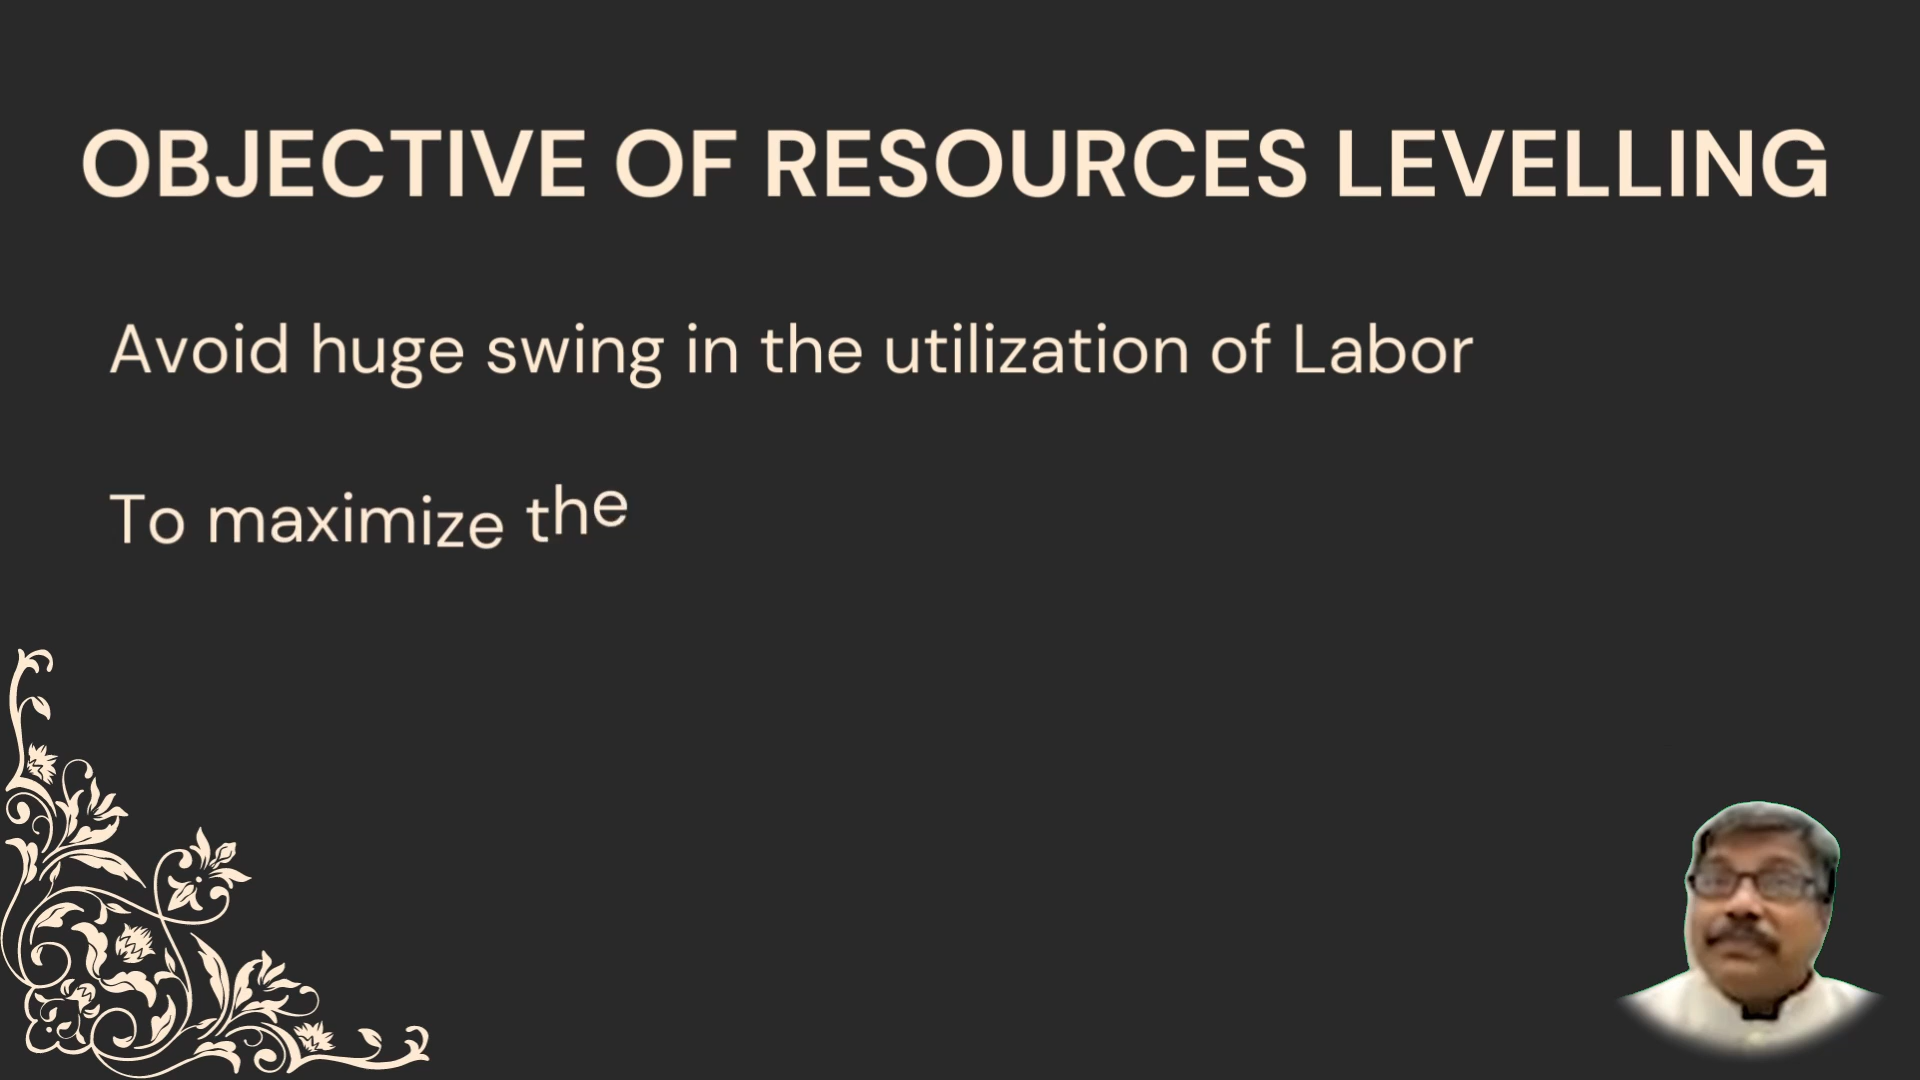 OBJECTIVE OF RESOURCES LEVELLING
Avoid huge swing in the utilization of Labor
To maximize the